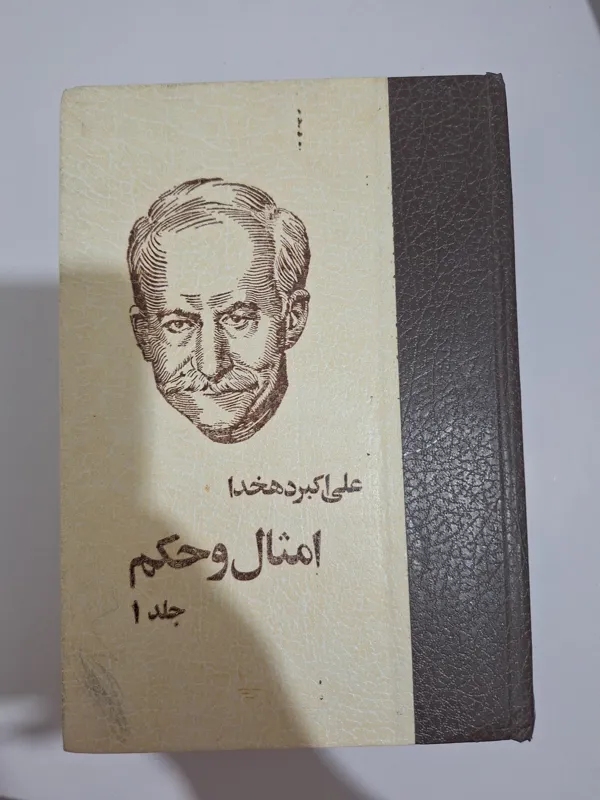 علی‌اکبر دهخدا
امثال و حکم
جلد ۱